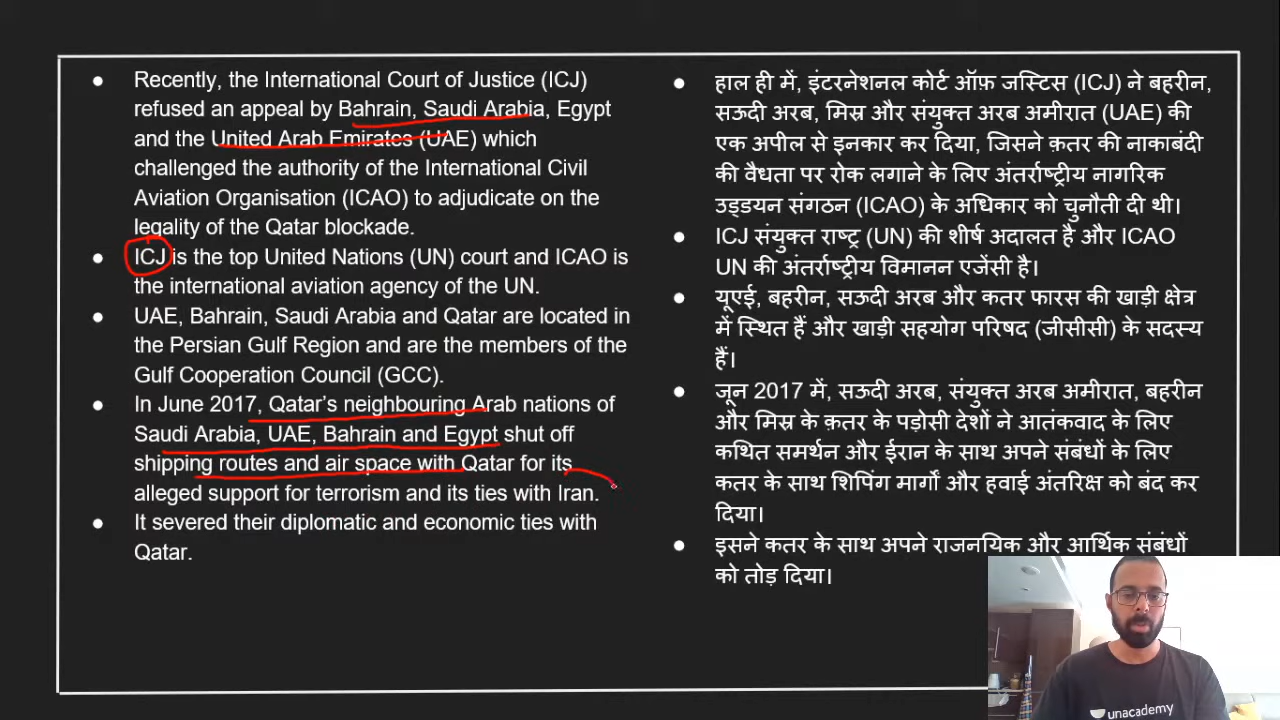 ● Recently, the International Court of Justice (ICJ)
refused an appeal by Bahrain, Saudi Arabia, Egypt
and the United Arab Emirates (UAE) which
challenged the authority of the International Civil
Aviation Organisation (ICAO) to adjudicate on the
legality of the Qatar blockade.
● ICJ is the top United Nations (UN) court and ICAO is
the international aviation agency of the UN.
● UAE, Bahrain, Saudi Arabia and Qatar are located in
the Persian Gulf Region and are the members of the
Gulf Cooperation Council (GCC).
● In June 2017, Qatar's neighbouring Arab nations of
Saudi Arabia, UAE, Bahrain and Egypt shut off
shipping routes and air space with Qatar for its
alleged support for terrorism and its ties with Iran.
● It severed their diplomatic and economic ties with
Qatar.
● हाल ही में, इंटरनेशनल कोर्ट ऑफ़ जस्टिस (ICJ) ने बहरीन,
सऊदी अरब, मिस्र और संयुक्त अरब अमीरात (UAE) की
एक अपील से इनकार कर दिया, जिसने क़तर की नाकाबंदी
की वैधता पर रोक लगाने के लिए अंतर्राष्ट्रीय नागरिक
उड्डयन संगठन (ICAO) के अधिकार को चुनौती दी थी।
● ICJ संयुक्त राष्ट्र (UN) की शीर्ष अदालत है और ICAO
UN की अंतर्राष्ट्रीय विमानन एजेंसी है।
● यूएई, बहरीन, सऊदी अरब और कतर फारस की खाड़ी क्षेत्र
में स्थित हैं और खाड़ी सहयोग परिषद (जीसीसी) के सदस्य
हैं।
● जून 2017 में, सऊदी अरब, संयुक्त अरब अमीरात, बहरीन
और मिस्र के क़तर के पड़ोसी देशों ने आतंकवाद के लिए
कथित समर्थन और ईरान के साथ अपने संबंधों के लिए
कतर के साथ शिपिंग मार्गों और हवाई अंतरिक्ष को बंद कर
दिया।
● इसने कतर के साथ अपने राजनयिक और आर्थिक संबंधों
को तोड़ दिया।
unacademy